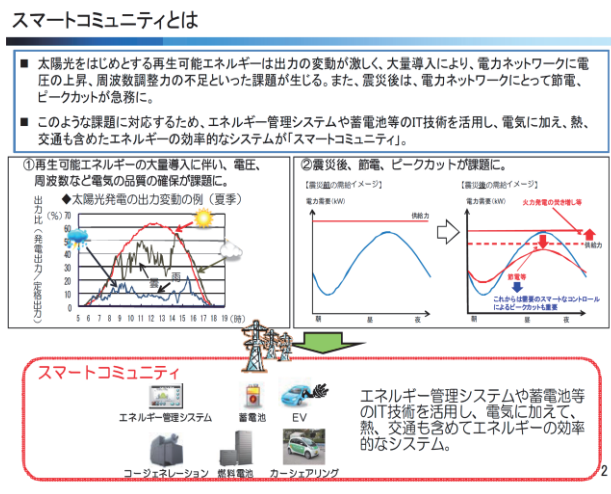 スマートコミュニティとは
■ 太陽光をはじめとする再生可能エネルギーは出力の変動が激しく、大量導入により、電力ネットワークに電
圧の上昇、周波数調整力の不足といった課題が生じる。また、震災後は、電力ネットワークにとって節電、
ピークカットが急務に。
■ このような課題に対応するため、エネルギー管理システムや蓄電池等のIT技術を活用し、電気に加え、熱、
交通も含めたエネルギーの効率的なシステムが「スマートコミュニティ」。
①再生可能エネルギーの大量導入に伴い、電圧、
周波数など電気の品質の確保が課題に。
◆太陽光発電の出力変動の例（夏季）
出力比（発電出力／定格出力）
(%)
70
60
50
40
30
20
10
0
曇
雨
5 6 7 8 9 10 11 12 13 14 15 16 17 18 19 (時)
②震災後、節電、ピークカットが課題に。
【震災前の需給イメージ】
電力需要(kW)
供給力
朝 昼 夜
【震災後の需給イメージ】
電力需要(kW)
火力発電の焚き増し等
供給力
節電等
これからは需要のスマートなコントロール
によるピークカットも重要
朝 昼 夜
スマートコミュニティ
エネルギー管理システム 蓄電池 EV
コージェネレーション 燃料電池 カーシェアリング
エネルギー管理システムや蓄電池等
のIT技術を活用し、電気に加えて、
熱、交通も含めてエネルギーの効率
的なシステム。
2